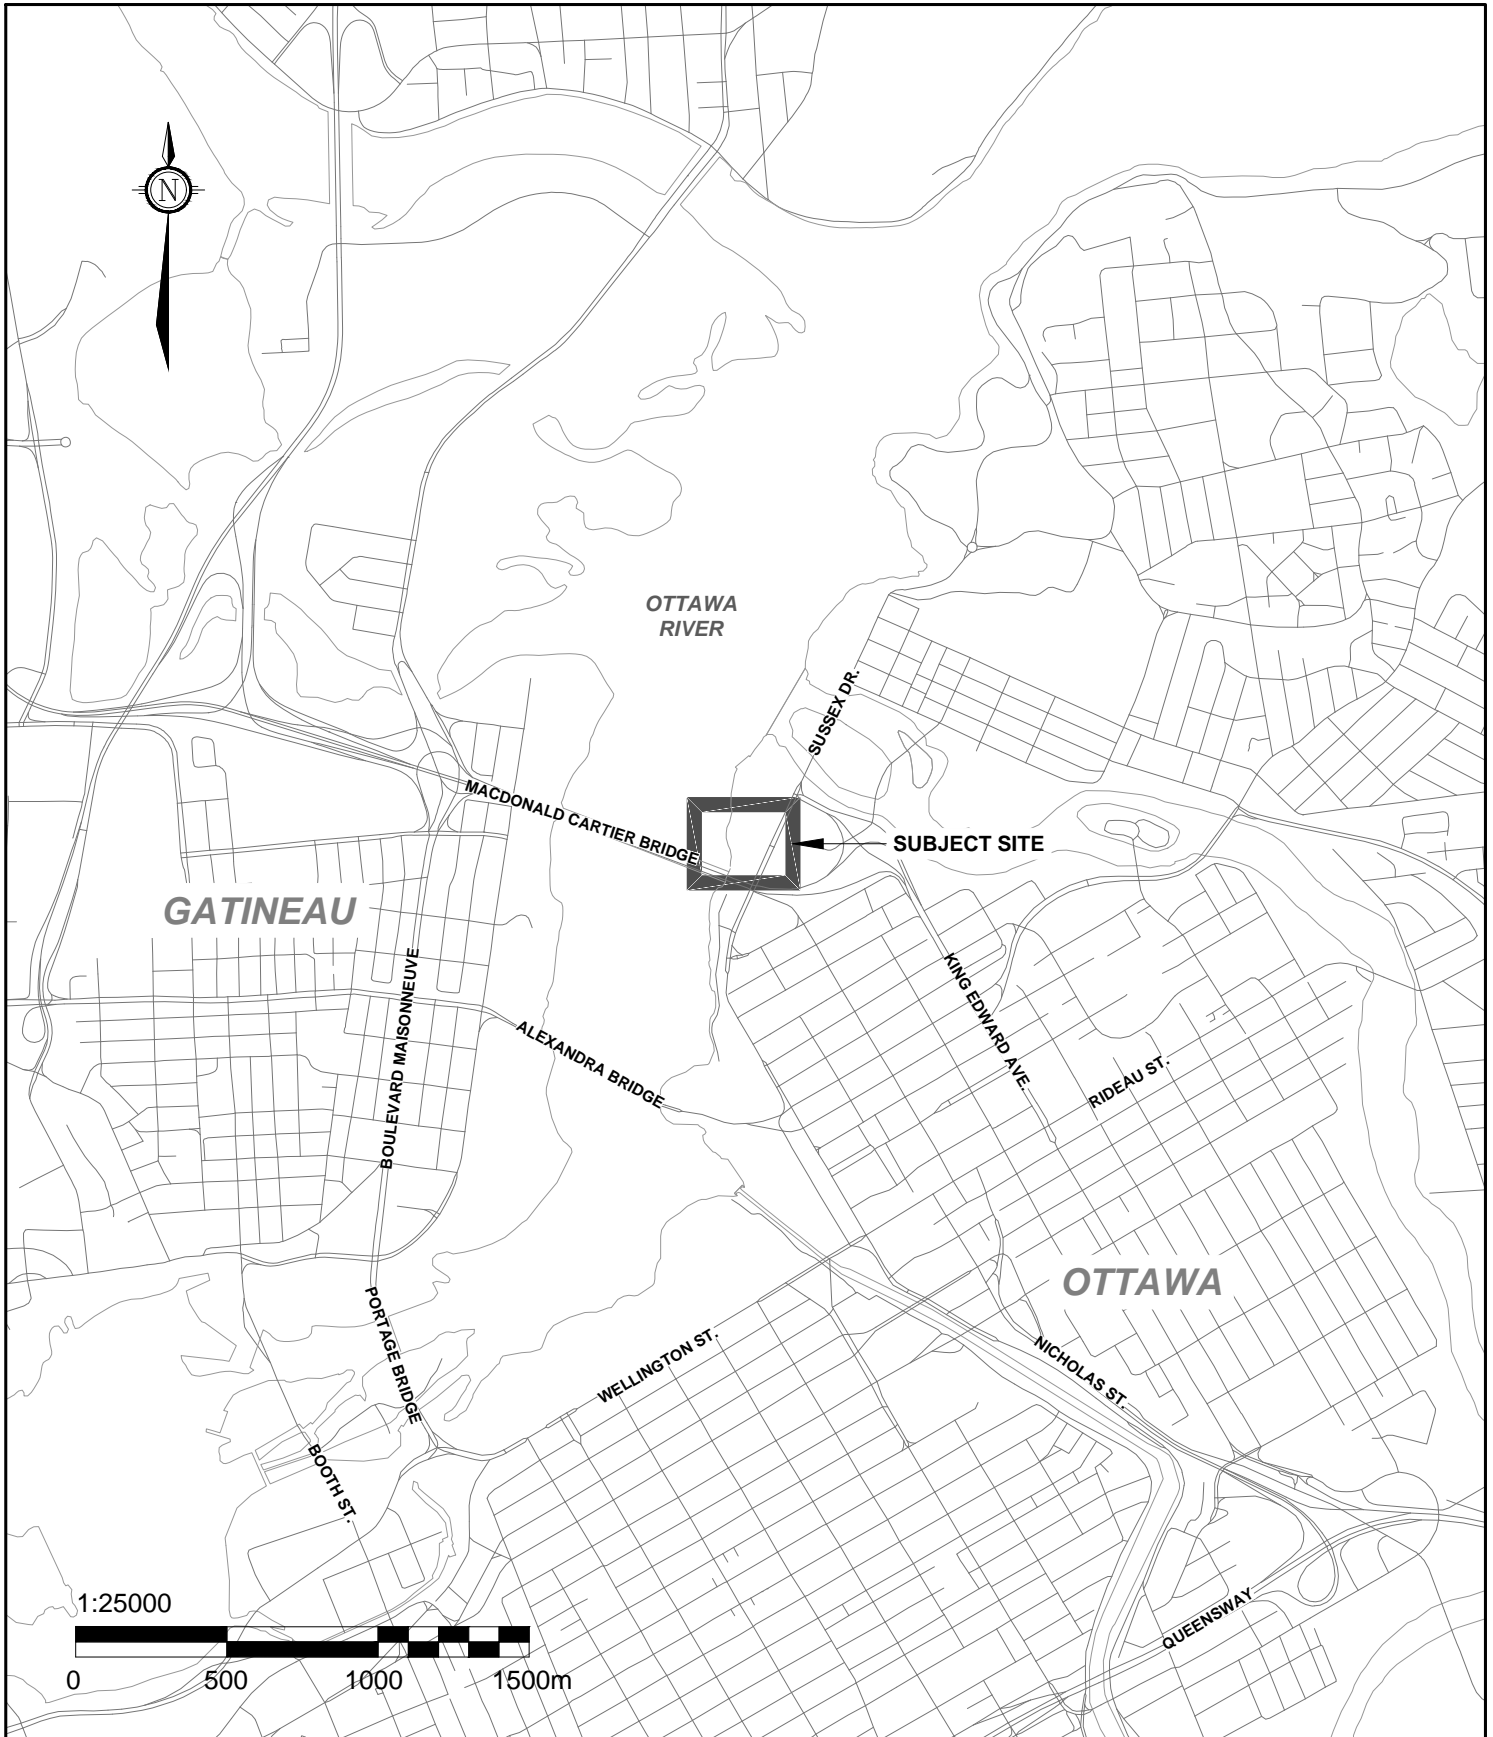 N
OTTAWA
RIVER
SUSSEX DR.
MACDONALD CARTIER BRIDGE
SUBJECT SITE
GATINEAU
BOULEVARD MAISONNEUVE
KING EDWARD AVE.
ALEXANDRA BRIDGE
RIDEAU ST.
OTTAWA
PORTAGE BRIDGE
WELLINGTON ST.
NICHOLAS ST.
BOOTH ST.
QUEENSWAY
1:25000
0 500 1000 1500m